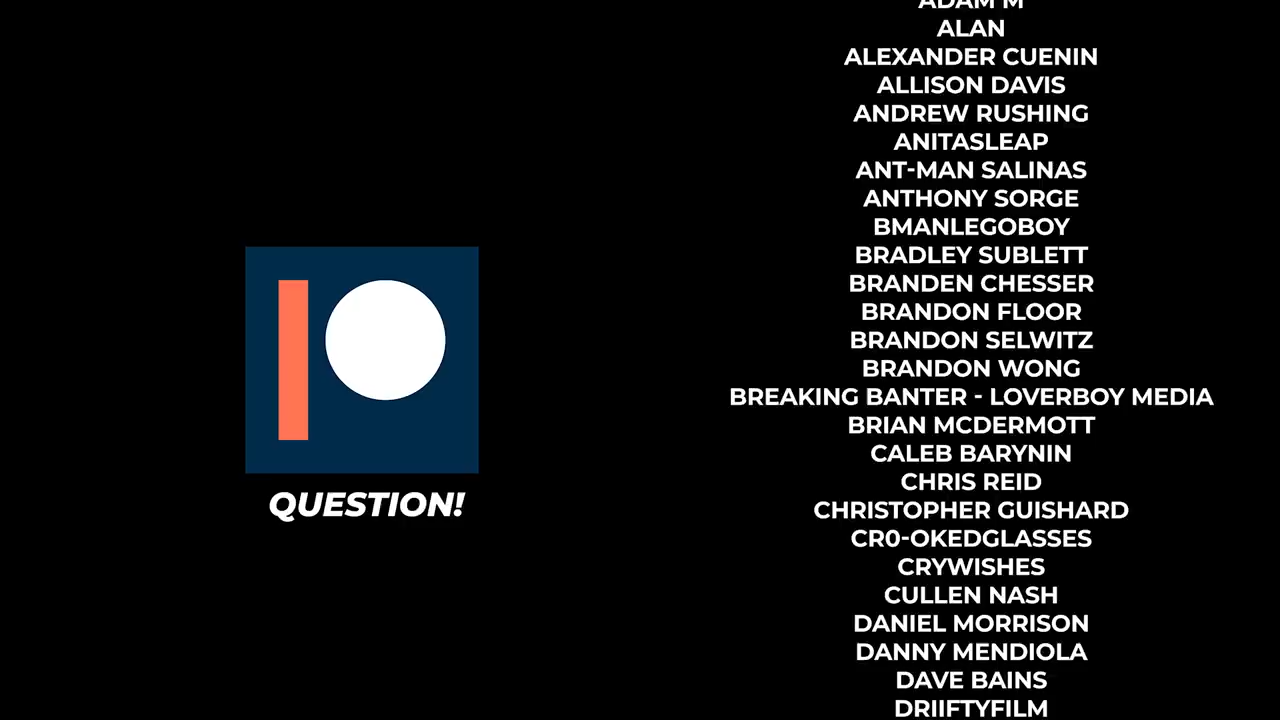 ADAM M
ALAN
ALEXANDER CUENIN
ALLISON DAVIS
ANDREW RUSHING
ANITASLEAP
ANT-MAN SALINAS
ANTHONY SORGE
BMANLEGOBOY
BRADLEY SUBLETT
BRANDEN CHESSER
BRANDON FLOOR
BRANDON SELWITZ
BRANDON WONG
BREAKING BANTER - LOVERBOY MEDIA
BRIAN MCDERMOTT
CALEB BARYNIN
CHRIS REID
CHRISTOPHER GUISHARD
CR0-OKEDGLASSES
CRYWISHES
CULLEN NASH
DANIEL MORRISON
DANNY MENDIOLA
DAVE BAINS
DRIIFTYFILM
QUESTION!